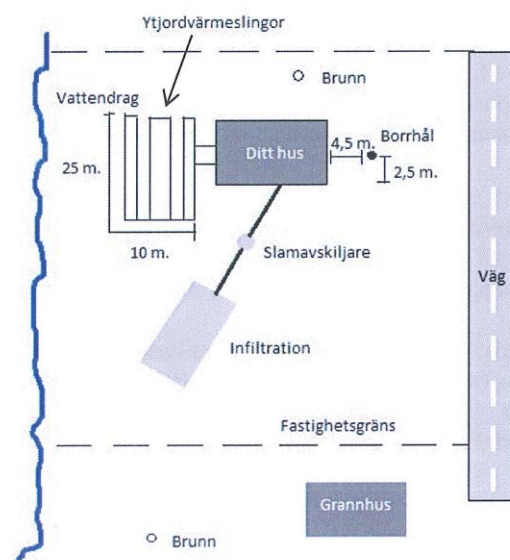 Ytjordvärmeslingor
Brunn
Vattendrag
Ditt hus
4,5 m.
Borrhål
25 m.
2,5 m.
10 m.
Slamavskiljare
Väg
Infiltration
Fastighetsgräns
Grannhus
Brunn